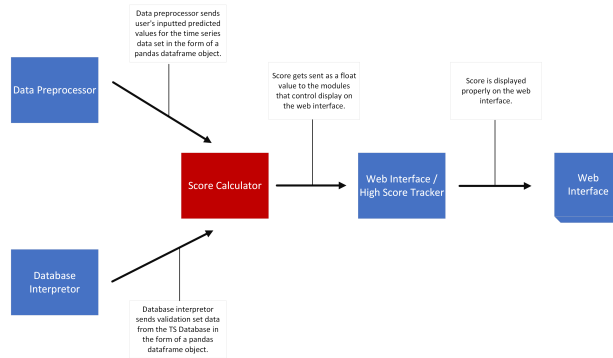 Data preprocessor sends
user's inputted predicted
values for the time series
data set in the form of a
pandas dataframe object.
Data Preprocessor
Score gets sent as a float
value to the modules
that control display on
the web interface.
Score is displayed
properly on the web
interface.
Score Calculator
Web Interface /
High Score Tracker
Web
Interface
Database
Interpretor
Database interpretor
sends validation set data
from the TS Database in
the form of a pandas
dataframe object.